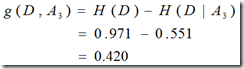 g ( D , A₃ ) = H ( D ) − H ( D | A₃ )
= 0.971 − 0.551
= 0.420